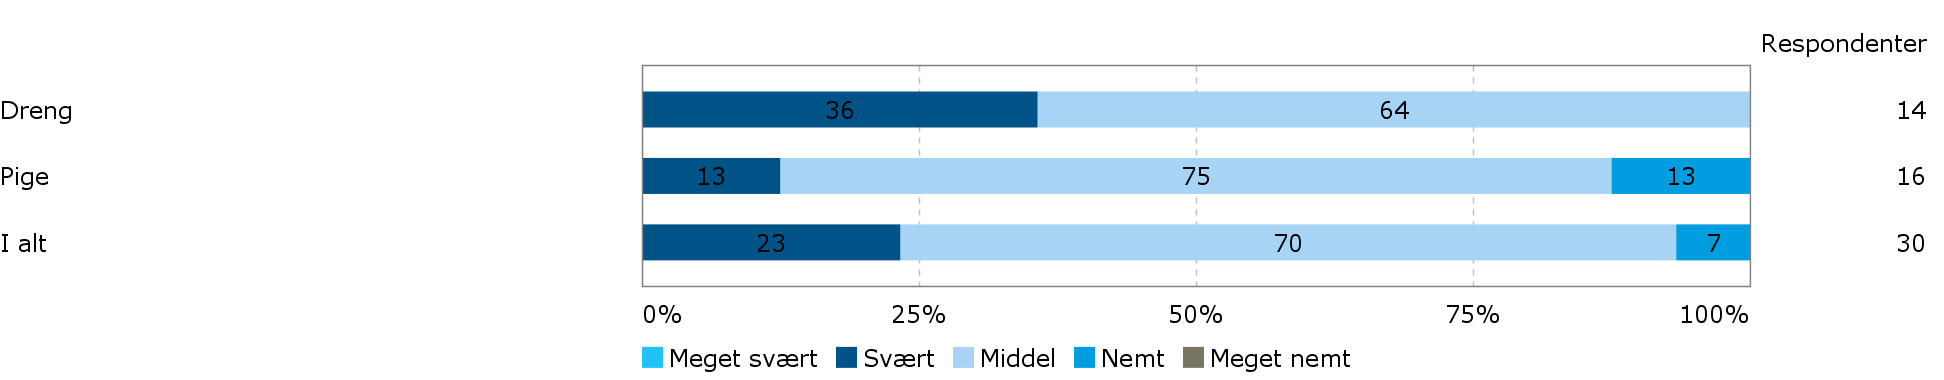 Respondenter
Dreng 36 64 14
Pige 13 75 13 16
I alt 23 70 7 30
0% 25% 50% 75% 100%
Meget svært Svært Middel Nemt Meget nemt